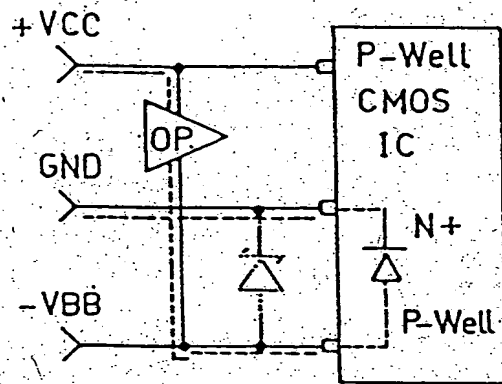 +VCC
P-Well
CMOS
IC
OP
GND
N+
-VBB
P-Well